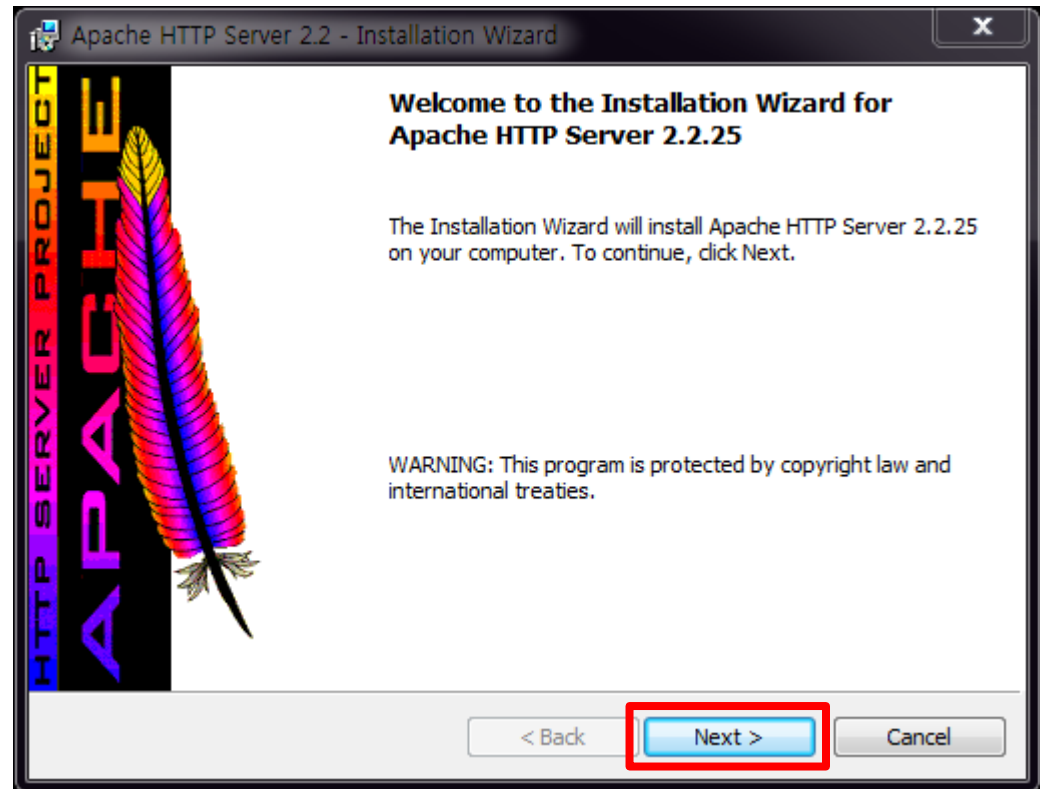 Apache HTTP Server 2.2 - Installation Wizard
x
HTTP SERVER PROJECT
APACHE
Welcome to the Installation Wizard for
Apache HTTP Server 2.2.25
The Installation Wizard will install Apache HTTP Server 2.2.25
on your computer. To continue, click Next.
WARNING: This program is protected by copyright law and
international treaties.
< Back
Next >
Cancel